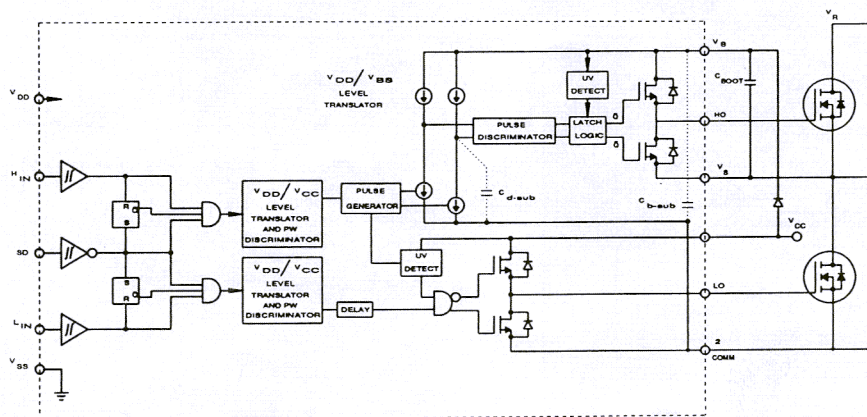 V DD
H IN
SD
L IN
V SS
R Q
S
S
R Q
V DD / V CC
LEVEL
TRANSLATOR
AND PW
DISCRIMINATOR
V DD / V CC
LEVEL
TRANSLATOR
AND PW
DISCRIMINATOR
V DD / V BS
LEVEL
TRANSLATOR
PULSE
GENERATOR
DELAY
UV
DETECT
PULSE
DISCRIMINATOR
UV
DETECT
LATCH
LOGIC
Q
Q
C d-sub
C b-sub
V B
C BOOT
HO
V S
V CC
LO
2
COMM
V R